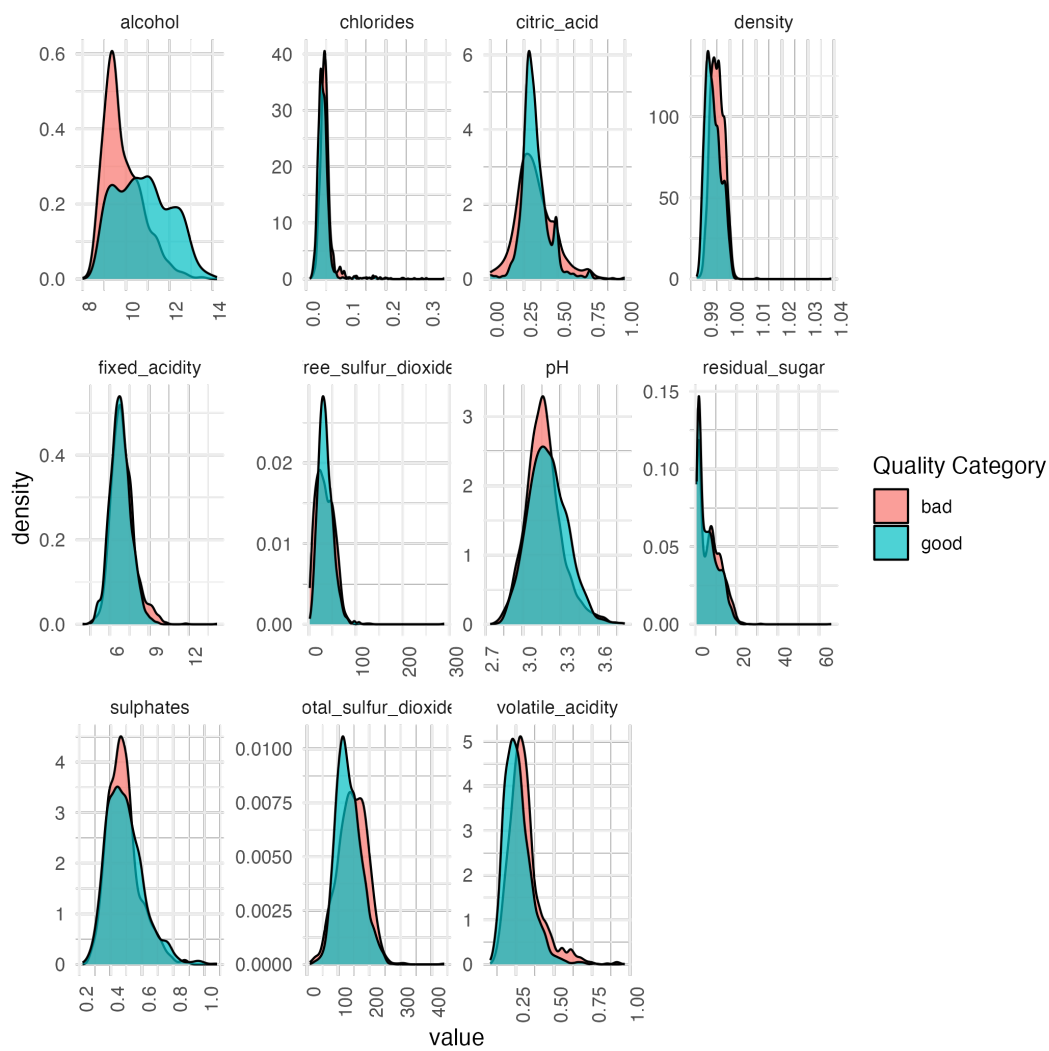 alcohol
chlorides
citric_acid
density
0.6
0.4
0.2
0.0
8 10 12 14
40
30
20
10
0
0.0 0.1 0.2 0.3
6
4
2
0
0.00 0.25 0.50 0.75 1.00
100
50
0
0.99 1.00 1.01 1.02 1.03 1.04
fixed_acidity
ree_sulfur_dioxide
pH
residual_sugar
0.4
0.2
0.0
6 9 12
0.02
0.01
0.00
0 100 200 300
3
2
1
0
2.7 3.0 3.3 3.6
0.15
0.10
0.05
0.00
0 20 40 60
sulphates
otal_sulfur_dioxide
volatile_acidity
4
3
2
1
0
0.2 0.4 0.6 0.8 1.0
0.0100
0.0075
0.0050
0.0025
0.0000
0 100 200 300 400
5
4
3
2
1
0
0.25 0.50 0.75 1.00
density
value
Quality Category
bad
good